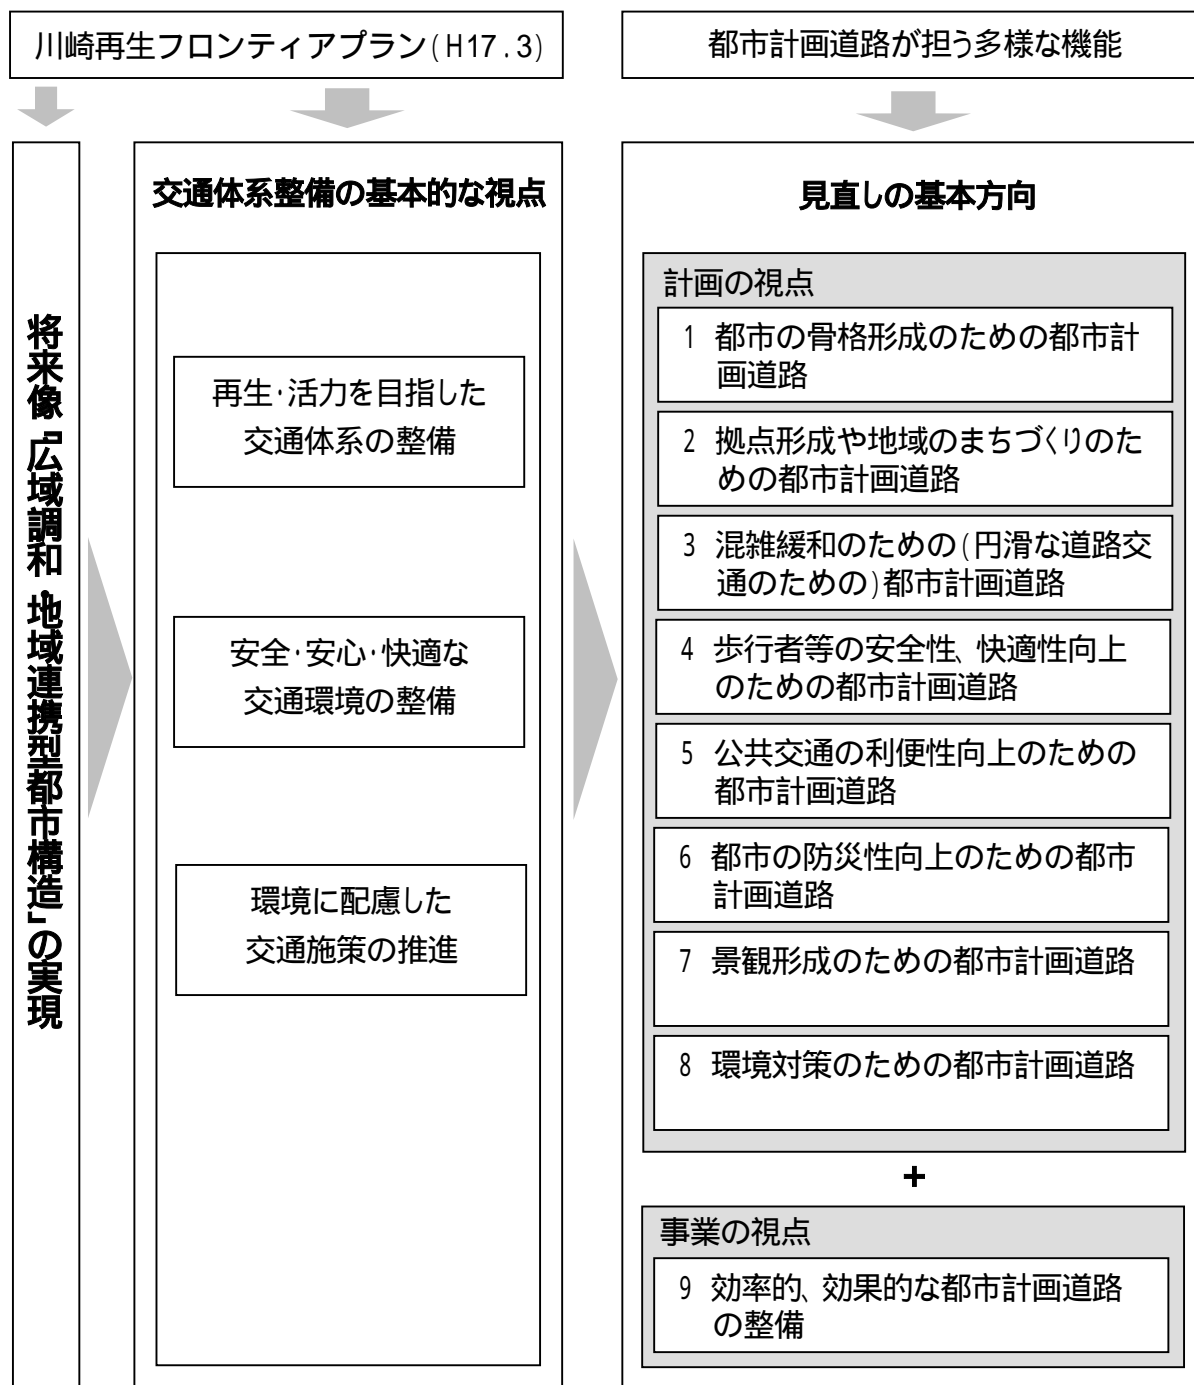 川崎再生フロンティアプラン(H17.3)
都市計画道路が担う多様な機能
将来像『広域調和・地域連携型都市構造』の実現
交通体系整備の基本的な視点
再生・活力を目指した
交通体系の整備
安全・安心・快適な
交通環境の整備
環境に配慮した
交通施策の推進
見直しの基本方向
計画の視点
1 都市の骨格形成のための都市計
画道路
2 拠点形成や地域のまちづくりのた
めの都市計画道路
3 混雑緩和のための(円滑な道路交
通のための)都市計画道路
4 歩行者等の安全性、快適性向上
のための都市計画道路
5 公共交通の利便性向上のための
都市計画道路
6 都市の防災性向上のための都市
計画道路
7 景観形成のための都市計画道路
8 環境対策のための都市計画道路
+
事業の視点
9 効率的、効果的な都市計画道路
の整備